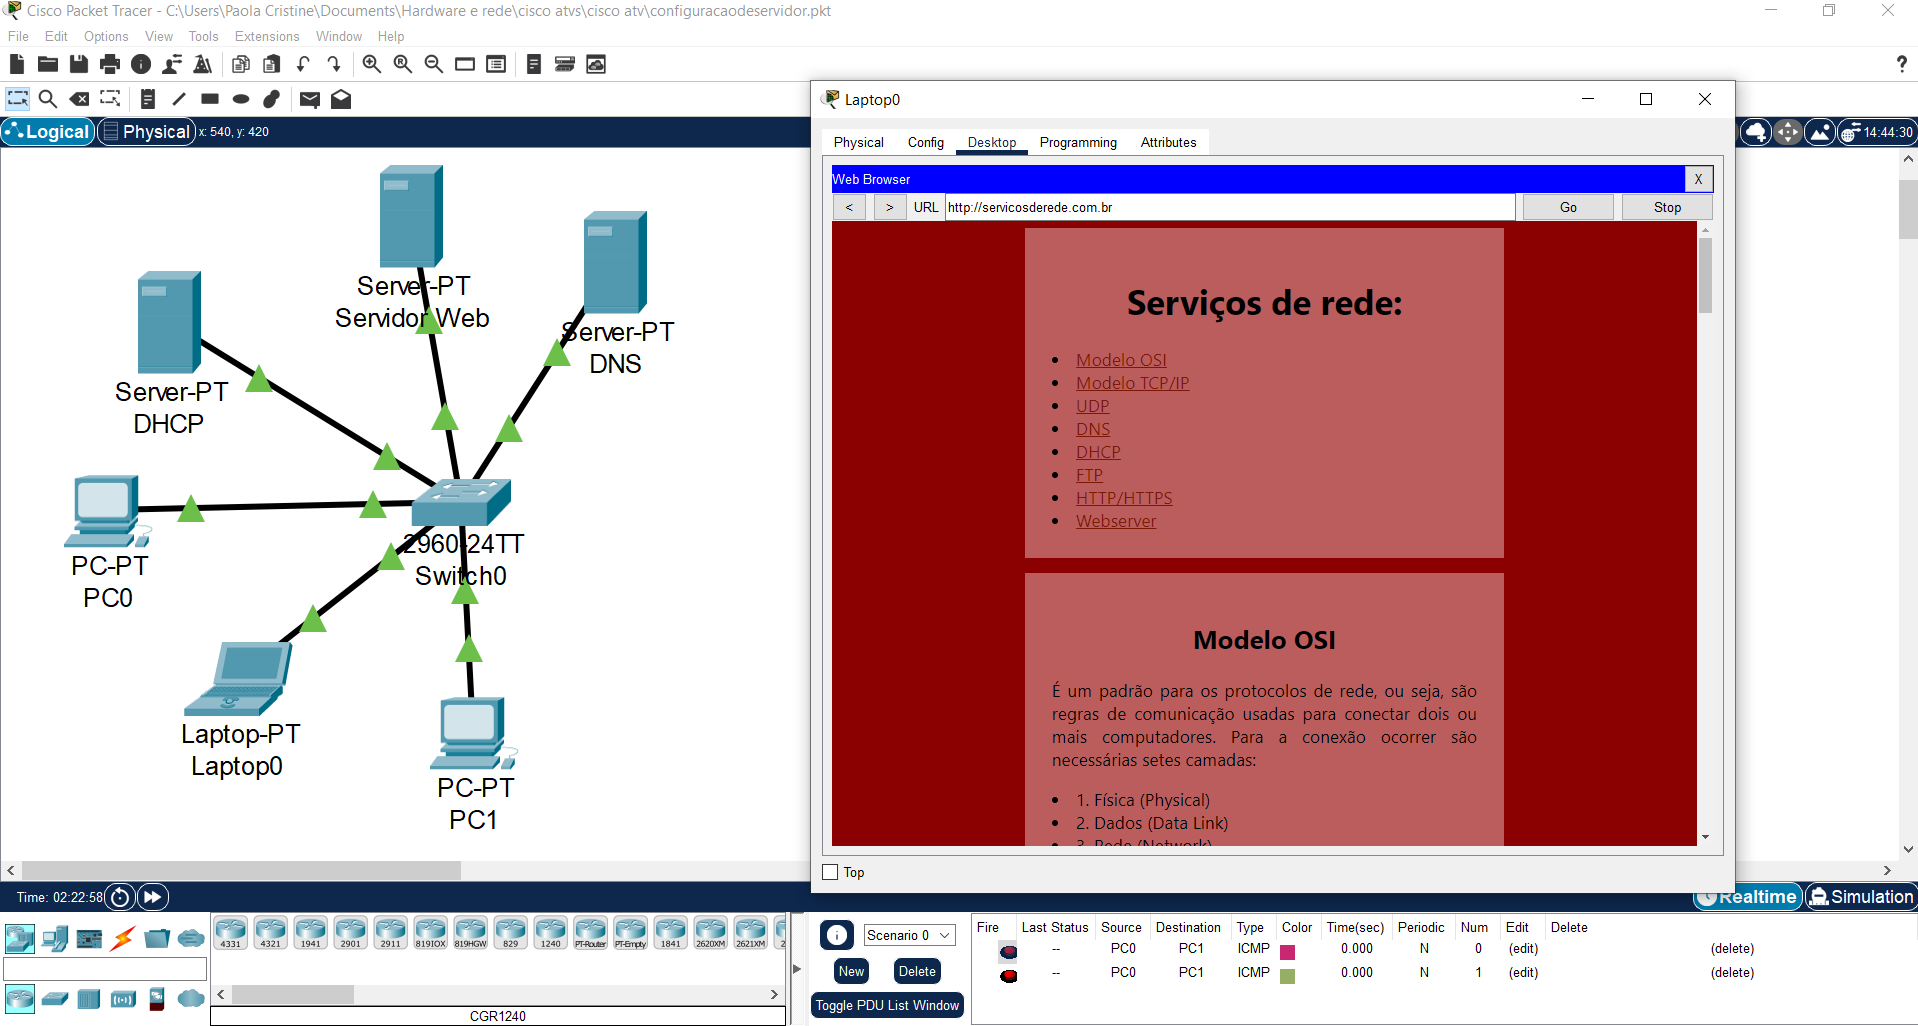 Cisco Packet Tracer - C:\Users\Paola Cristine\Documents\Hardware e rede\cisco atvs\cisco atv\configuracaodeservidor.pkt
File Edit Options View Tools Extensions Window Help
?
Logical Physical x: 540, y: 420
14:44:30
Server-PT
Servidor Web
Server-PT
DNS
Server-PT
DHCP
PC-PT
PC0
2960-24TT
Switch0
Laptop-PT
Laptop0
PC-PT
PC1
Laptop0
Physical Config Desktop Programming Attributes
Web Browser X
< > URL http://servicosderede.com.br Go Stop
Serviços de rede:
Modelo OSI
Modelo TCP/IP
UDP
DNS
DHCP
FTP
HTTP/HTTPS
Webserver
Modelo OSI
É um padrão para os protocolos de rede, ou seja, são
regras de comunicação usadas para conectar dois ou
mais computadores. Para a conexão ocorrer são
necessárias setes camadas:
1. Física (Physical)
2. Dados (Data Link)
3. Rede (Network)
Top
Time: 02:22:58
Realtime Simulation
4331 4321 1941 2901 2911 819IOX 819HGW 829 1240 PT-Router PT-Empty 1841 2620XM 2621XM 2
CGR1240
Scenario 0
New Delete
Toggle PDU List Window
Fire Last Status Source Destination Type Color Time(sec) Periodic Num Edit Delete
-- PC0 PC1 ICMP 0.000 N 0 (edit) (delete)
-- PC0 PC1 ICMP 0.000 N 1 (edit) (delete)